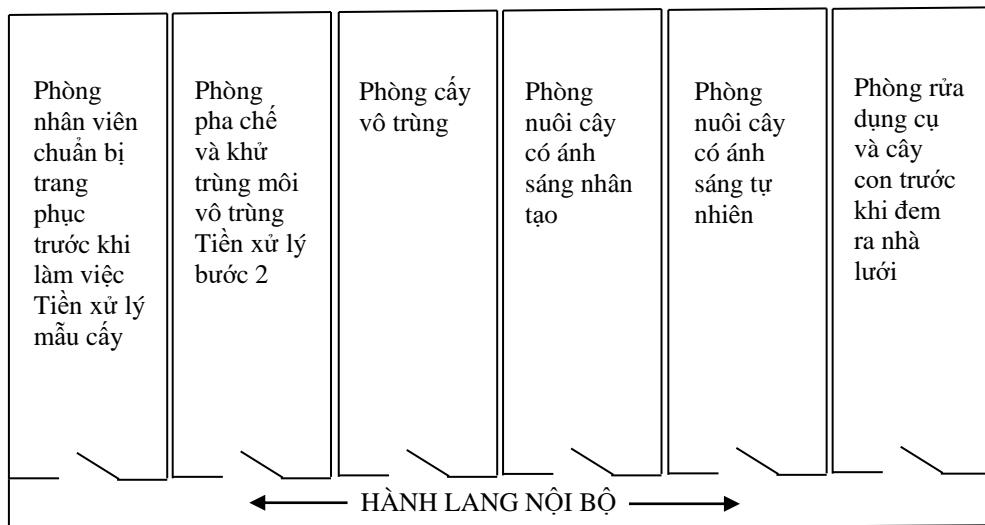 Phòng
nhân viên
chuẩn bị
trang
phục
trước khi
làm việc
Tiền xử lý
mẫu cấy
Phòng
pha chế
và khử
trùng môi
vô trùng
Tiền xử lý
bước 2
Phòng cấy
vô trùng
Phòng
nuôi cây
có ánh
sáng nhân
tạo
Phòng
nuôi cây
có ánh
sáng tự
nhiên
Phòng rửa
dụng cụ
và cây
con trước
khi đem
ra nhà
lưới
HÀNH LANG NỘI BỘ